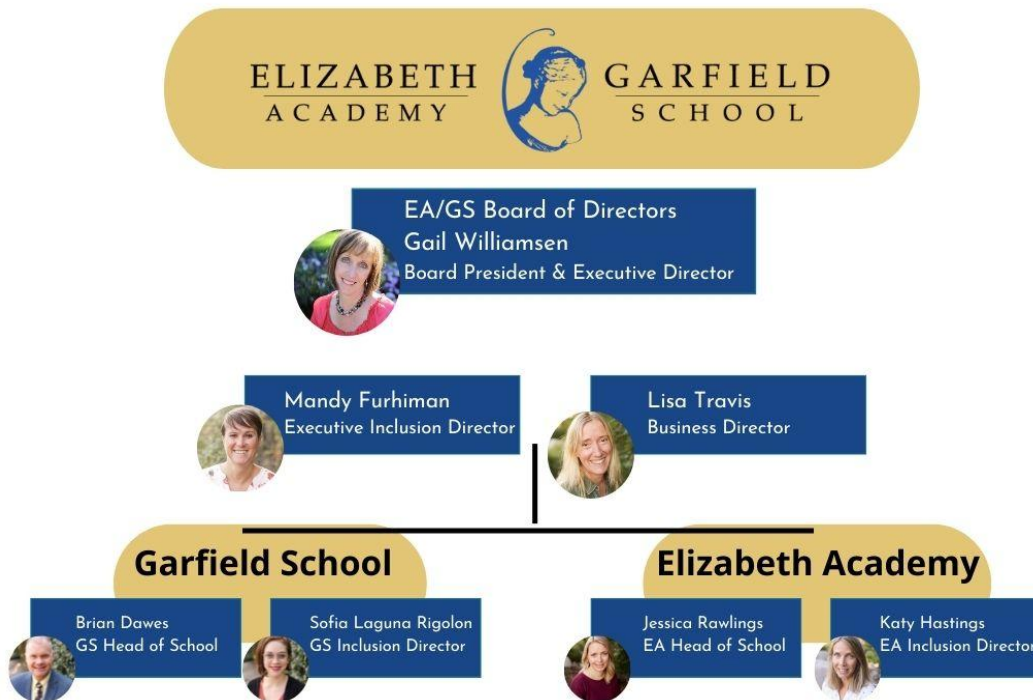 ELIZABETH
ACADEMY
GARFIELD
SCHOOL
EA/GS Board of Directors
Gail Williamsen
Board President & Executive Director
Mandy Furhiman
Executive Inclusion Director
Lisa Travis
Business Director
Garfield School
Brian Dawes
GS Head of School
Sofia Laguna Rigolon
GS Inclusion Director
Elizabeth Academy
Jessica Rawlings
EA Head of School
Katy Hastings
EA Inclusion Director